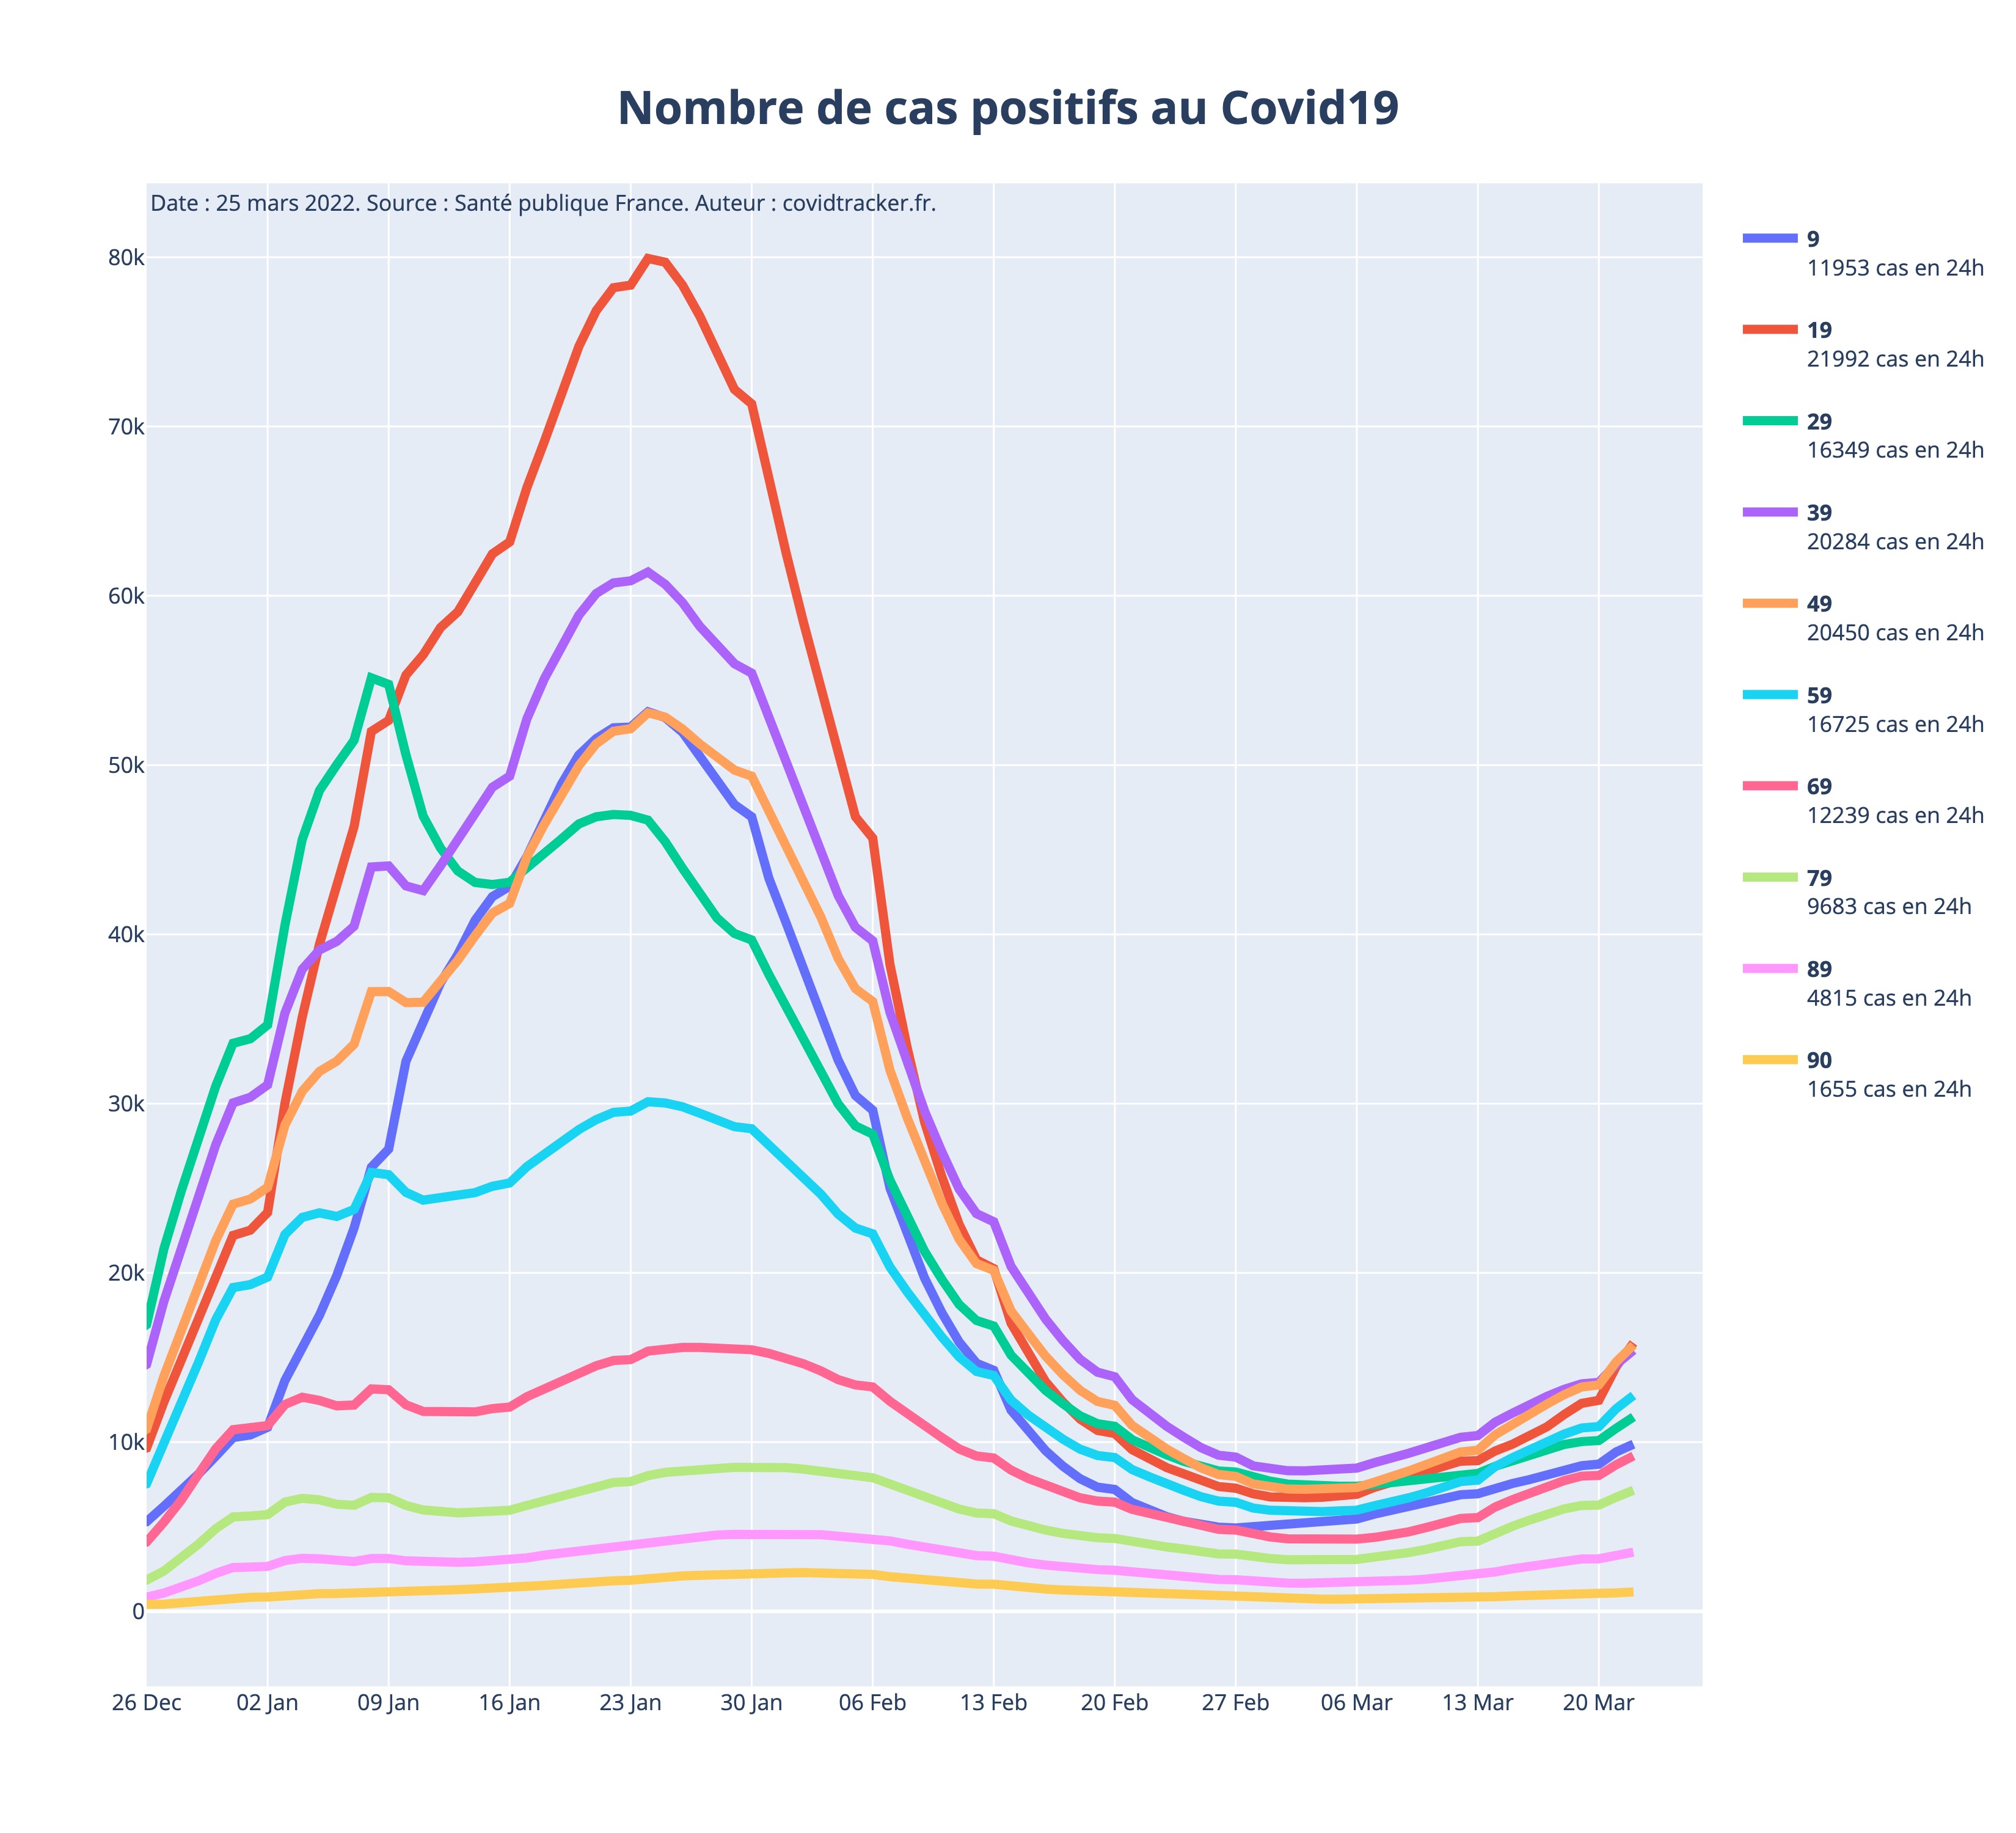 Nombre de cas positifs au Covid19
Date : 25 mars 2022. Source : Santé publique France. Auteur : covidtracker.fr.
80k
70k
60k
50k
40k
30k
20k
10k
0
26 Dec
02 Jan
09 Jan
16 Jan
23 Jan
30 Jan
06 Feb
13 Feb
20 Feb
27 Feb
06 Mar
13 Mar
20 Mar
9
11953 cas en 24h
19
21992 cas en 24h
29
16349 cas en 24h
39
20284 cas en 24h
49
20450 cas en 24h
59
16725 cas en 24h
69
12239 cas en 24h
79
9683 cas en 24h
89
4815 cas en 24h
90
1655 cas en 24h